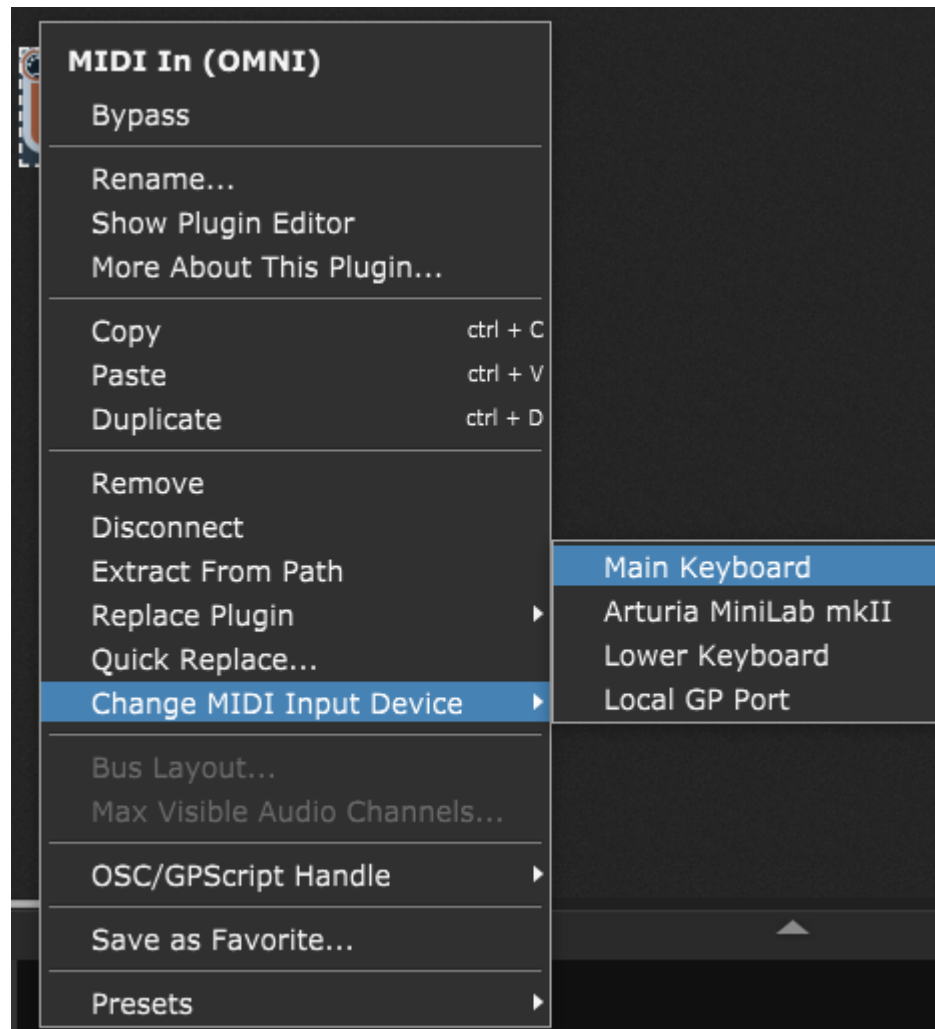 MIDI In (OMNI)
Bypass
Rename...
Show Plugin Editor
More About This Plugin...
Copy ctrl + C
Paste ctrl + V
Duplicate ctrl + D
Remove
Disconnect
Extract From Path
Replace Plugin
Quick Replace...
Change MIDI Input Device
Main Keyboard
Arturia MiniLab mkII
Lower Keyboard
Local GP Port
Bus Layout...
Max Visible Audio Channels...
OSC/GPScript Handle
Save as Favorite...
Presets